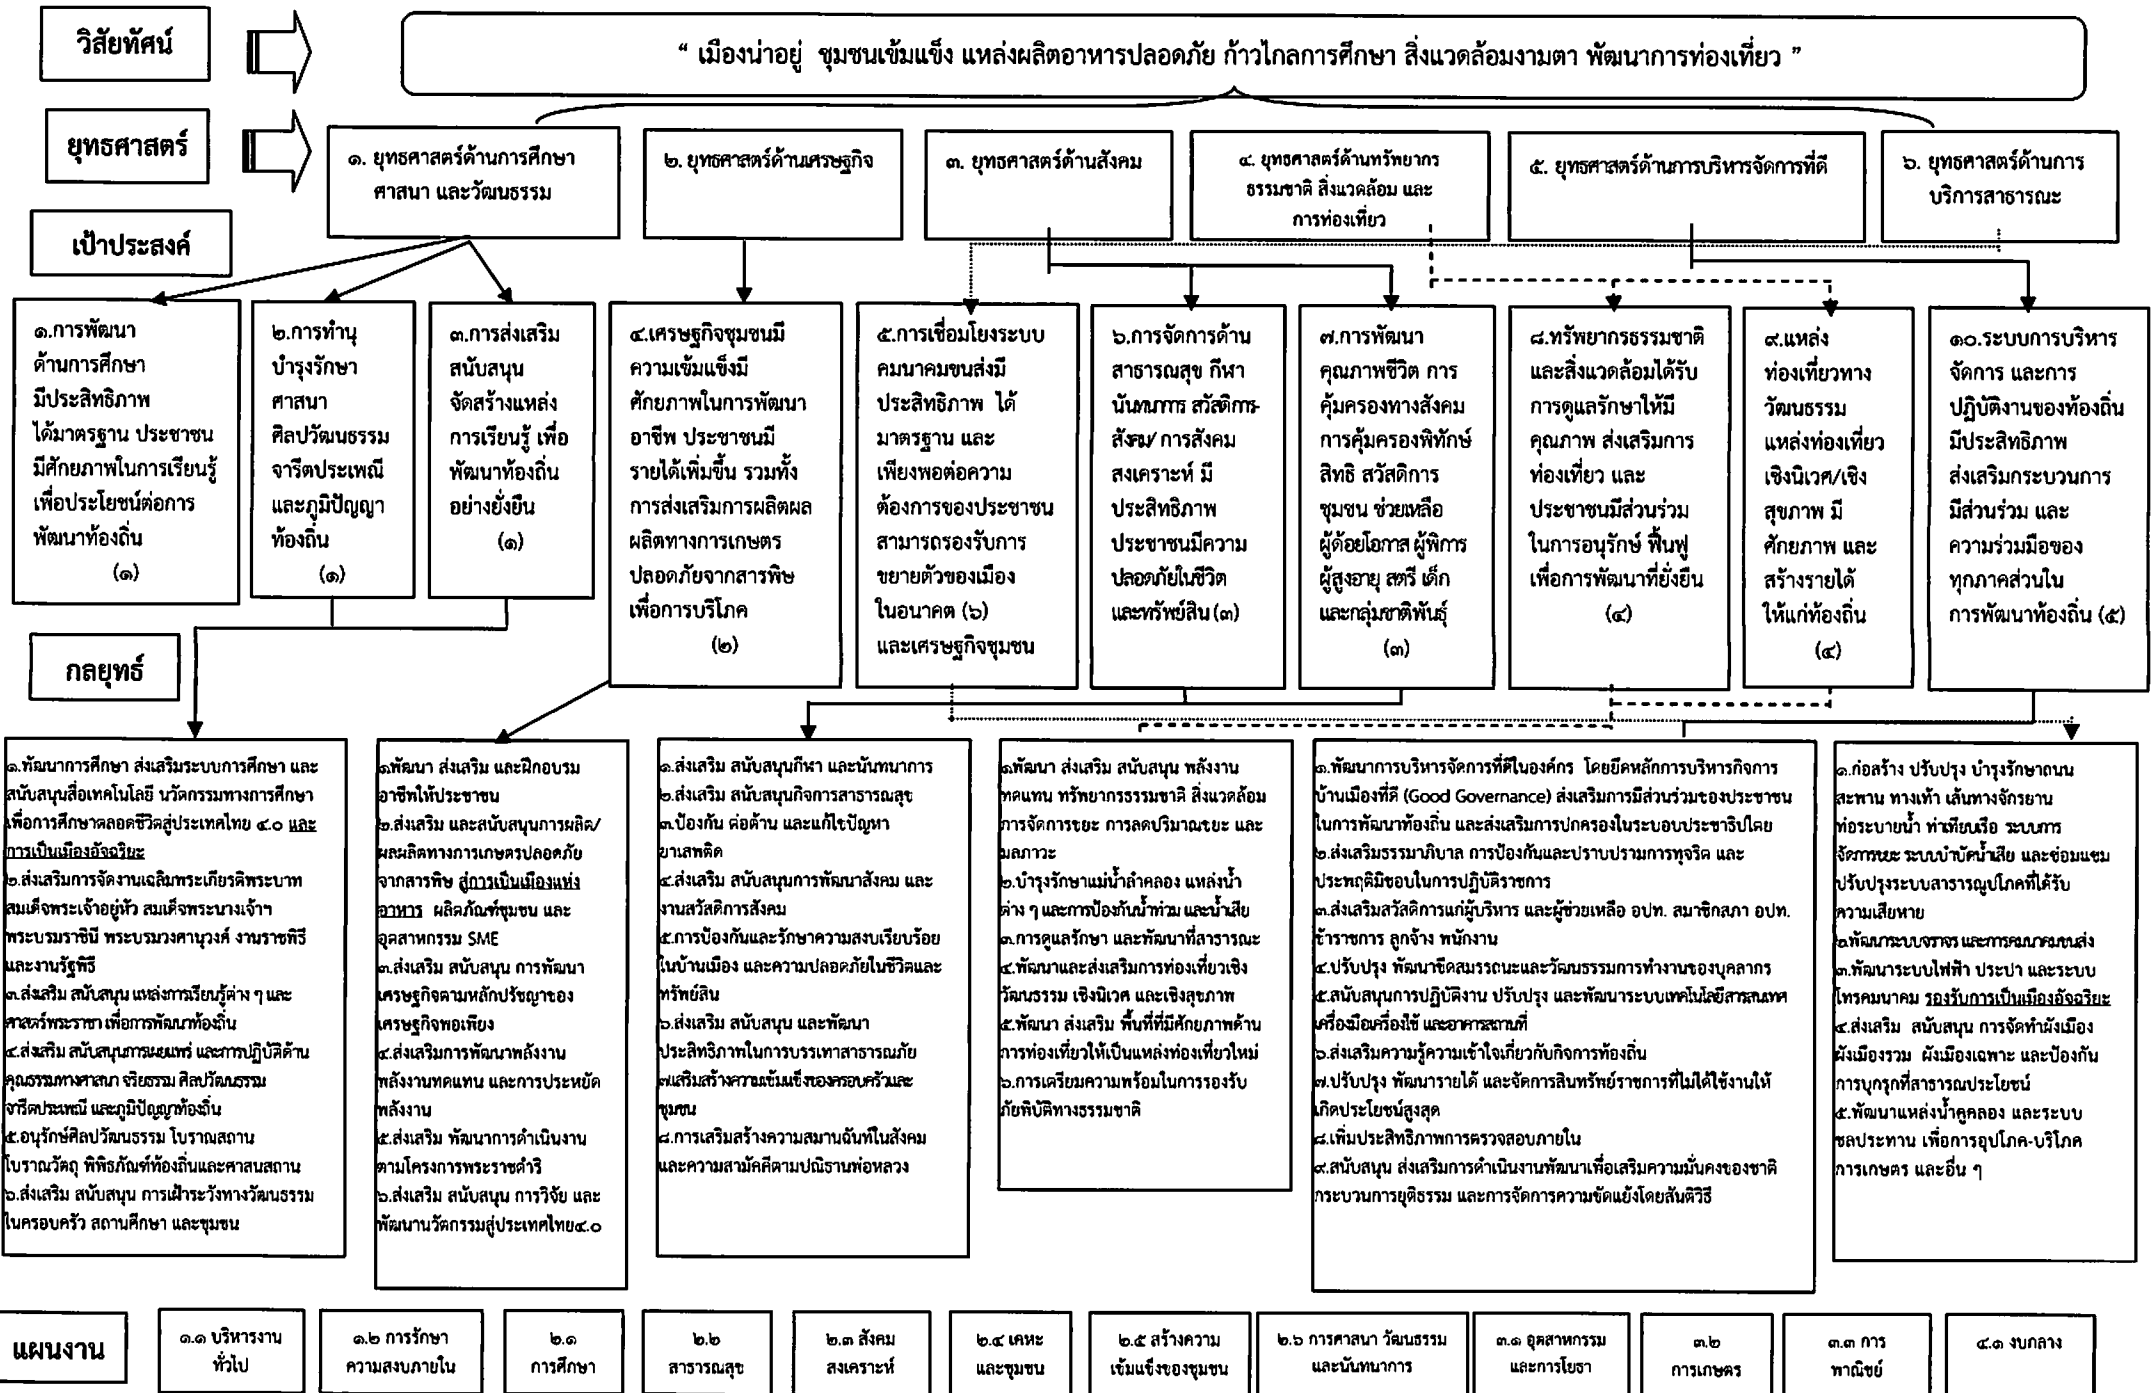 วิสัยทัศน์
“ เมืองน่าอยู่ ชุมชนเข้มแข็ง แหล่งผลิตอาหารปลอดภัย ก้าวไกลการศึกษา สิ่งแวดล้อมงามตา พัฒนาการท่องเที่ยว ”
ยุทธศาสตร์
๑. ยุทธศาสตร์ด้านการศึกษา
ศาสนา และวัฒนธรรม
๒. ยุทธศาสตร์ด้านเศรษฐกิจ
๓. ยุทธศาสตร์ด้านสังคม
๔. ยุทธศาสตร์ด้านทรัพยากร
ธรรมชาติ สิ่งแวดล้อม และ
การท่องเที่ยว
๕. ยุทธศาสตร์ด้านการบริหารจัดการที่ดี
๖. ยุทธศาสตร์ด้านการ
บริการสาธารณะ
เป้าประสงค์
๑.การพัฒนา
ด้านการศึกษา
มีประสิทธิภาพ
ได้มาตรฐาน ประชาชน
มีศักยภาพในการเรียนรู้
เพื่อประโยชน์ต่อการ
พัฒนาท้องถิ่น
(๑)
๒.การทำนุ
บำรุงรักษา
ศาสนา
ศิลปวัฒนธรรม
จารีตประเพณี
และภูมิปัญญา
ท้องถิ่น
(๑)
๓.การส่งเสริม
สนับสนุน
จัดสร้างแหล่ง
การเรียนรู้ เพื่อ
พัฒนาท้องถิ่น
อย่างยั่งยืน
(๑)
๔.เศรษฐกิจชุมชนมี
ความเข้มแข็งมี
ศักยภาพในการพัฒนา
อาชีพ ประชาชนมี
รายได้เพิ่มขึ้น รวมทั้ง
การส่งเสริมการผลิตผล
ผลิตทางการเกษตร
ปลอดภัยจากสารพิษ
เพื่อการบริโภค
(๒)
๕.การเชื่อมโยงระบบ
คมนาคมขนส่งมี
ประสิทธิภาพ ได้
มาตรฐาน และ
เพียงพอต่อความ
ต้องการของประชาชน
สามารถรองรับการ
ขยายตัวของเมือง
ในอนาคต (๖)
และเศรษฐกิจชุมชน
๖.การจัดการด้าน
สาธารณสุข กีฬา
นันทนาการ สวัสดิการ-
สังคม/ การสังคม
สงเคราะห์ มี
ประสิทธิภาพ
ประชาชนมีความ
ปลอดภัยในชีวิต
และทรัพย์สิน (๓)
๗.การพัฒนา
คุณภาพชีวิต การ
คุ้มครองทางสังคม
การคุ้มครองพิทักษ์
สิทธิ สวัสดิการ
ชุมชน ช่วยเหลือ
ผู้ด้อยโอกาส ผู้พิการ
ผู้สูงอายุ สตรี เด็ก
และกลุ่มชาติพันธุ์
(๓)
๘.ทรัพยากรธรรมชาติ
และสิ่งแวดล้อมได้รับ
การดูแลรักษาให้มี
คุณภาพ ส่งเสริมการ
ท่องเที่ยว และ
ประชาชนมีส่วนร่วม
ในการอนุรักษ์ ฟื้นฟู
เพื่อการพัฒนาที่ยั่งยืน
(๔)
๙.แหล่ง
ท่องเที่ยวทาง
วัฒนธรรม
แหล่งท่องเที่ยว
เชิงนิเวศ/เชิง
สุขภาพ มี
ศักยภาพ และ
สร้างรายได้
ให้แก่ท้องถิ่น
(๔)
๑๐.ระบบการบริหาร
จัดการ และการ
ปฏิบัติงานของท้องถิ่น
มีประสิทธิภาพ
ส่งเสริมกระบวนการ
มีส่วนร่วม และ
ความร่วมมือของ
ทุกภาคส่วนใน
การพัฒนาท้องถิ่น (๕)
กลยุทธ์
๑.พัฒนาการศึกษา ส่งเสริมระบบการศึกษา และ
สนับสนุนสื่อเทคโนโลยี นวัตกรรมทางการศึกษา
เพื่อการศึกษาตลอดชีวิตสู่ประเทศไทย ๔.๐ และ
การเป็นเมืองอัจฉริยะ
๒.ส่งเสริมการจัดงานเฉลิมพระเกียรติพระบาท
สมเด็จพระเจ้าอยู่หัว สมเด็จพระนางเจ้าฯ
พระบรมราชินี พระบรมวงศานุวงศ์ งานราชพิธี
และงานรัฐพิธี
๓.ส่งเสริม สนับสนุน แหล่งการเรียนรู้ต่าง ๆ และ
ศาสตร์พระราชา เพื่อการพัฒนาท้องถิ่น
๔.ส่งเสริม สนับสนุนการเผยแพร่ และการปฏิบัติด้าน
คุณธรรมทางศาสนา จริยธรรม ศิลปวัฒนธรรม
จารีตประเพณี และภูมิปัญญาท้องถิ่น
๕.อนุรักษ์ศิลปวัฒนธรรม โบราณสถาน
โบราณวัตถุ พิพิธภัณฑ์ท้องถิ่นและศาสนสถาน
๖.ส่งเสริม สนับสนุน การเฝ้าระวังทางวัฒนธรรม
ในครอบครัว สถานศึกษา และชุมชน
๑.พัฒนา ส่งเสริม และฝึกอบรม
อาชีพให้ประชาชน
๒.ส่งเสริม และสนับสนุนการผลิต/
ผลผลิตทางการเกษตรปลอดภัย
จากสารพิษ สู่การเป็นเมืองแห่ง
อาหาร ผลิตภัณฑ์ชุมชน และ
อุตสาหกรรม SME
๓.ส่งเสริม สนับสนุน การพัฒนา
เศรษฐกิจตามหลักปรัชญาของ
เศรษฐกิจพอเพียง
๔.ส่งเสริมการพัฒนาพลังงาน
พลังงานทดแทน และการประหยัด
พลังงาน
๕.ส่งเสริม พัฒนาการดำเนินงาน
ตามโครงการพระราชดำริ
๖.ส่งเสริม สนับสนุน การวิจัย และ
พัฒนานวัตกรรมสู่ประเทศไทย๔.๐
๑.ส่งเสริม สนับสนุนกีฬา และนันทนาการ
๒.ส่งเสริม สนับสนุนกิจการสาธารณสุข
๓.ป้องกัน ต่อต้าน และแก้ไขปัญหา
ยาเสพติด
๔.ส่งเสริม สนับสนุนการพัฒนาสังคม และ
งานสวัสดิการสังคม
๕.การป้องกันและรักษาความสงบเรียบร้อย
ในบ้านเมือง และความปลอดภัยในชีวิตและ
ทรัพย์สิน
๖.ส่งเสริม สนับสนุน และพัฒนา
ประสิทธิภาพในการบรรเทาสาธารณภัย
๗.เสริมสร้างความเข้มแข็งของครอบครัวและ
ชุมชน
๘.การเสริมสร้างความสมานฉันท์ในสังคม
และความสามัคคีตามปณิธานพ่อหลวง
๑.พัฒนา ส่งเสริม สนับสนุน พลังงาน
ทดแทน ทรัพยากรธรรมชาติ สิ่งแวดล้อม
การจัดการขยะ การลดปริมาณขยะ และ
มลภาวะ
๒.บำรุงรักษาแม่น้ำลำคลอง แหล่งน้ำ
ต่าง ๆ และการป้องกันน้ำท่วม และน้ำเสีย
๓.การดูแลรักษา และพัฒนาที่สาธารณะ
๔.พัฒนาและส่งเสริมการท่องเที่ยวเชิง
วัฒนธรรม เชิงนิเวศ และเชิงสุขภาพ
๕.พัฒนา ส่งเสริม พื้นที่ที่มีศักยภาพด้าน
การท่องเที่ยวให้เป็นแหล่งท่องเที่ยวใหม่
๖.การเตรียมความพร้อมในการรองรับ
ภัยพิบัติทางธรรมชาติ
๑.พัฒนาการบริหารจัดการที่ดีในองค์กร โดยยึดหลักการบริหารกิจการ
บ้านเมืองที่ดี (Good Governance) ส่งเสริมการมีส่วนร่วมของประชาชน
ในการพัฒนาท้องถิ่น และส่งเสริมการปกครองในระบอบประชาธิปไตย
๒.ส่งเสริมธรรมาภิบาล การป้องกันและปราบปรามการทุจริต และ
ประพฤติมิชอบในการปฏิบัติราชการ
๓.ส่งเสริมสวัสดิการแก่ผู้บริหาร และผู้ช่วยเหลือ อปท. สมาชิกสภา อปท.
ข้าราชการ ลูกจ้าง พนักงาน
๔.ปรับปรุง พัฒนาขีดสมรรถนะและวัฒนธรรมการทำงานของบุคลากร
๕.สนับสนุนการปฏิบัติงาน ปรับปรุง และพัฒนาระบบเทคโนโลยีสารสนเทศ
เครื่องมือเครื่องใช้ และอาคารสถานที่
๖.ส่งเสริมความรู้ความเข้าใจเกี่ยวกับกิจการท้องถิ่น
๗.ปรับปรุง พัฒนารายได้ และจัดการสินทรัพย์ราชการที่ไม่ได้ใช้งานให้
เกิดประโยชน์สูงสุด
๘.เพิ่มประสิทธิภาพการตรวจสอบภายใน
๙.สนับสนุน ส่งเสริมการดำเนินงานพัฒนาเพื่อเสริมความมั่นคงของชาติ
กระบวนการยุติธรรม และการจัดการความขัดแย้งโดยสันติวิธี
๑.ก่อสร้าง ปรับปรุง บำรุงรักษาถนน
สะพาน ทางเท้า เส้นทางจักรยาน
ท่อระบายน้ำ ท่าเทียบเรือ ระบบการ
จัดการขยะ ระบบบำบัดน้ำเสีย และซ่อมแซม
ปรับปรุงระบบสาธารณูปโภคที่ได้รับ
ความเสียหาย
๒.พัฒนาระบบจราจร และการคมนาคมขนส่ง
๓.พัฒนาระบบไฟฟ้า ประปา และระบบ
โทรคมนาคม รองรับการเป็นเมืองอัจฉริยะ
๔.ส่งเสริม สนับสนุน การจัดทำผังเมือง
ผังเมืองรวม ผังเมืองเฉพาะ และป้องกัน
การบุกรุกที่สาธารณประโยชน์
๕.พัฒนาแหล่งน้ำคูคลอง และระบบ
ชลประทาน เพื่อการอุปโภค-บริโภค
การเกษตร และอื่น ๆ
แผนงาน
๑.๑ บริหารงาน
ทั่วไป
๑.๒ การรักษา
ความสงบภายใน
๒.๑
การศึกษา
๒.๒
สาธารณสุข
๒.๓ สังคม
สงเคราะห์
๒.๔ เคหะ
และชุมชน
๒.๕ สร้างความ
เข้มแข็งของชุมชน
๒.๖ การศาสนา วัฒนธรรม
และนันทนาการ
๓.๑ อุตสาหกรรม
และการโยธา
๓.๒
การเกษตร
๓.๓ การ
พาณิชย์
๔.๑ งบกลาง